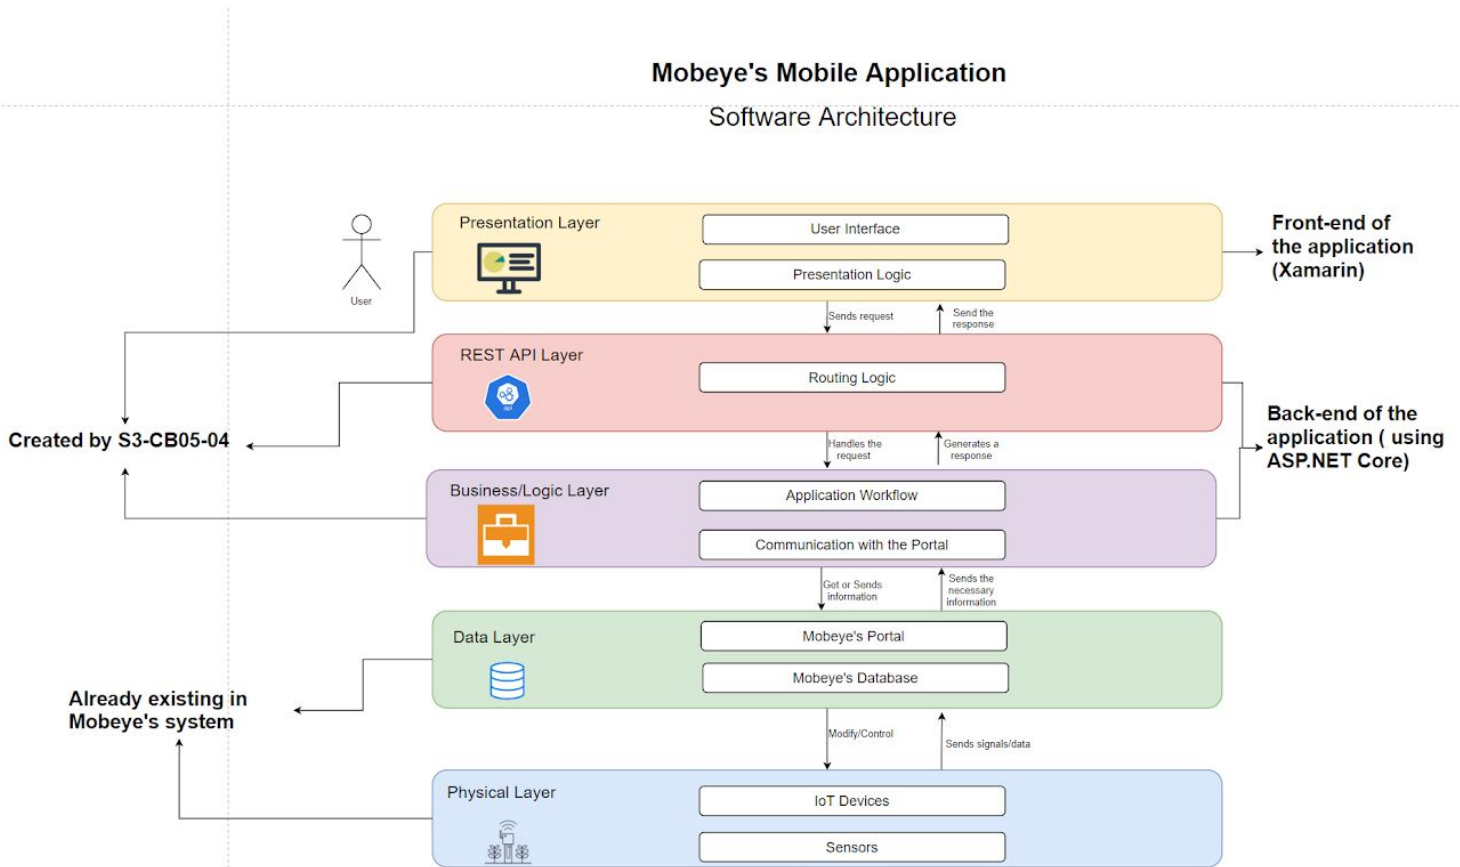 Mobeye's Mobile Application
Software Architecture
Presentation Layer
User Interface
Presentation Logic
User
Front-end of
the application
(Xamarin)
Sends request
Send the
response
REST API Layer
Routing Logic
Created by S3-CB05-04
Back-end of the
application ( using
ASP.NET Core)
Handles the
request
Generates a
response
Business/Logic Layer
Application Workflow
Communication with the Portal
Get or Sends
information
Sends the
necessary
information
Data Layer
Mobeye's Portal
Mobeye's Database
Already existing in
Mobeye's system
Modify/Control
Sends signals/data
Physical Layer
IoT Devices
Sensors